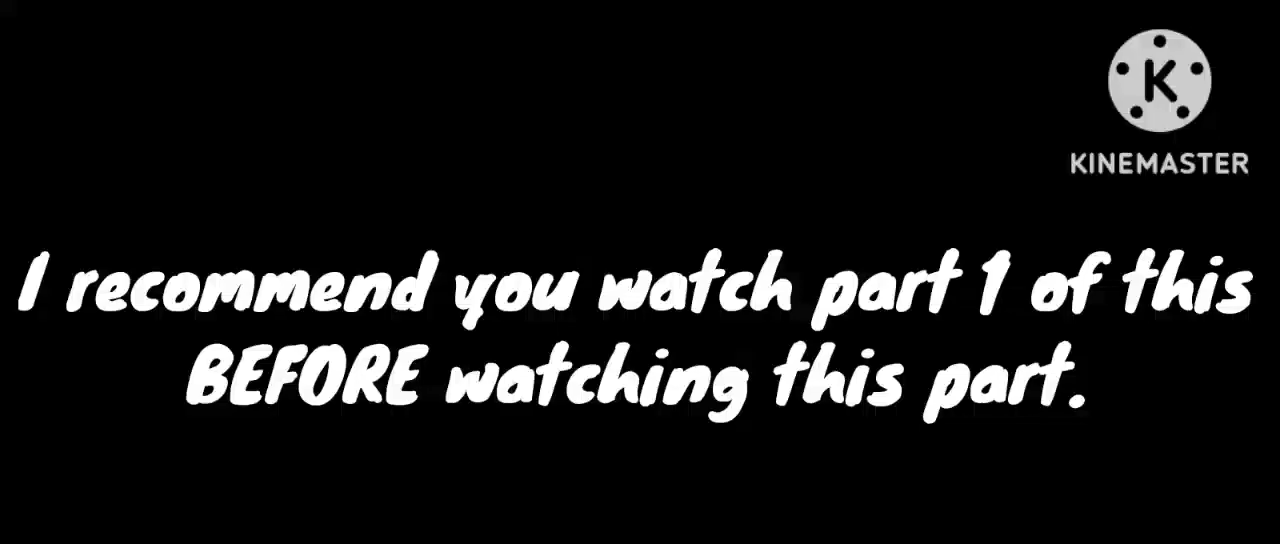 K
KINEMASTER
I recommend you watch part 1 of this
BEFORE watching this part.